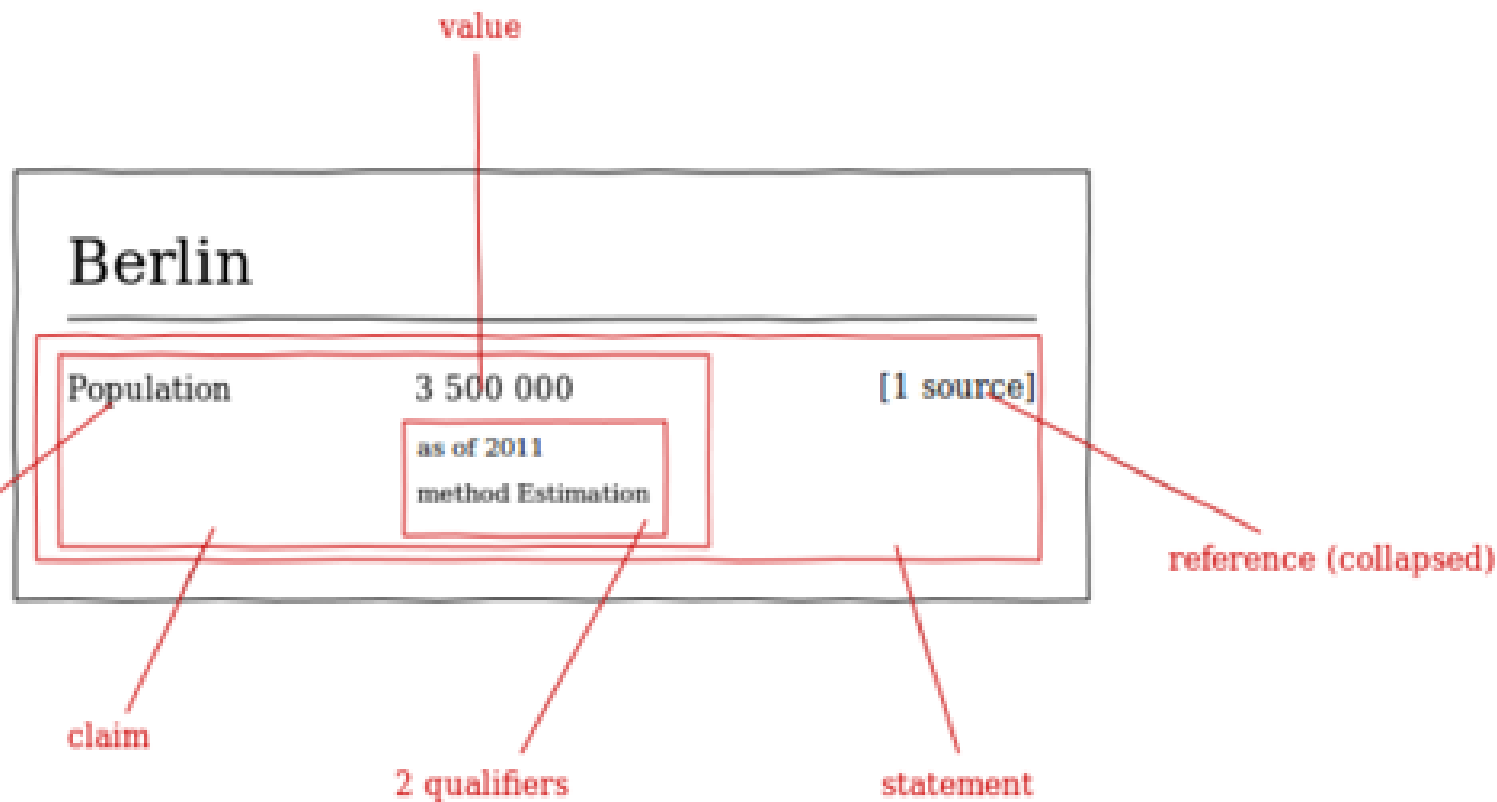 value
Berlin
Population 3 500 000 [1 source]
as of 2011
method Estimation
reference (collapsed)
claim
2 qualifiers
statement